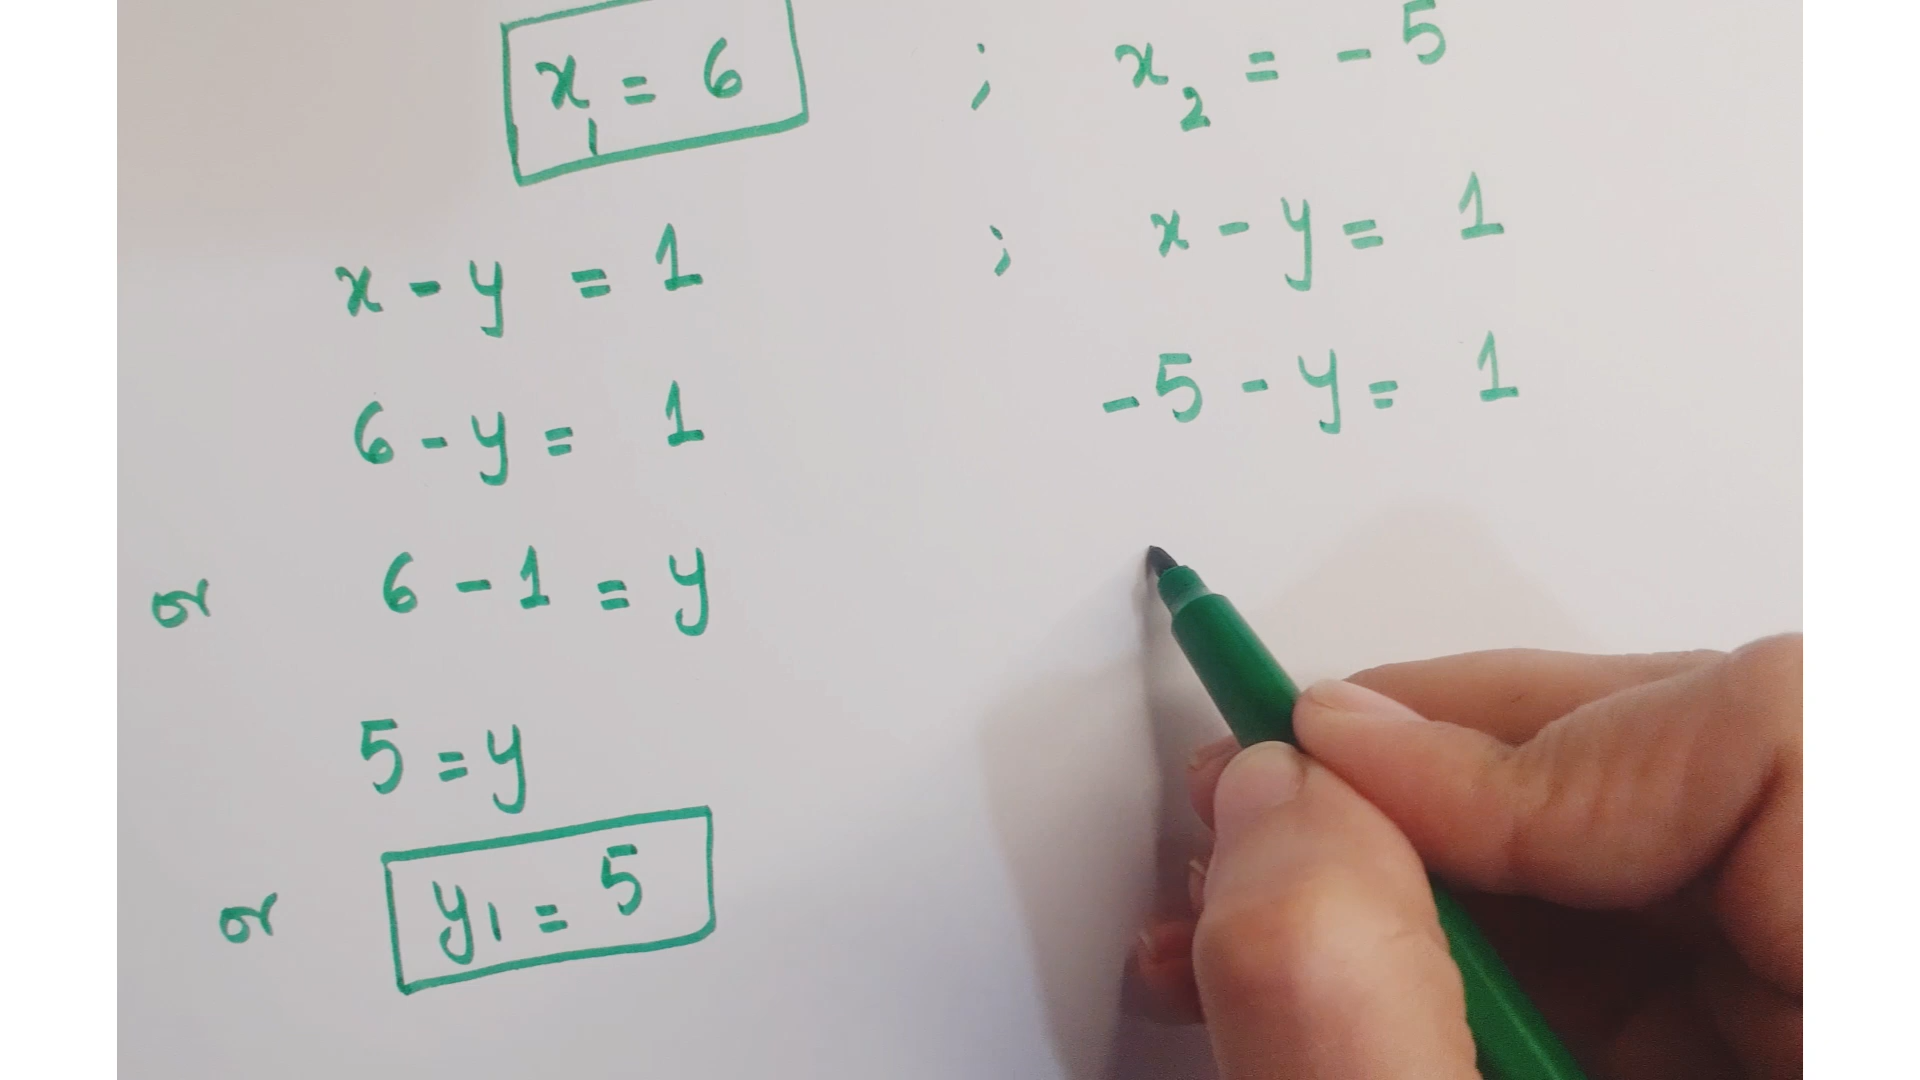 x₁ = 6 ; x₂ = - 5
x - y = 1 ; x - y = 1
6 - y = 1 -5 - y = 1
or 6 - 1 = y
5 = y
or y₁ = 5